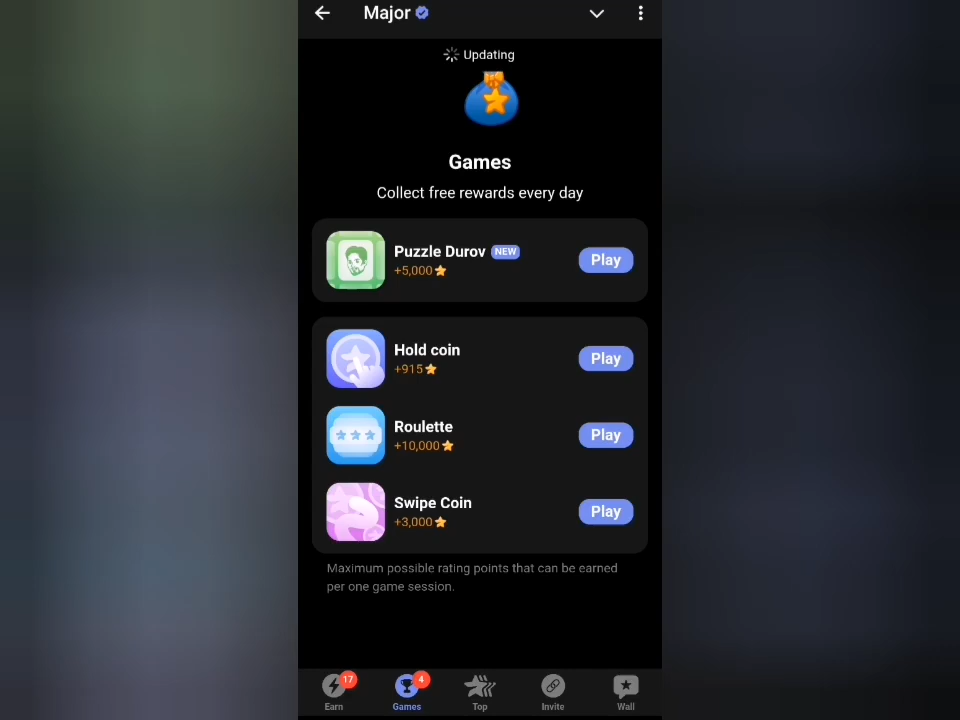 Major
Updating
Games
Collect free rewards every day
Puzzle Durov NEW
+5,000
Play
Hold coin
+915
Play
Roulette
+10,000
Play
Swipe Coin
+3,000
Play
Maximum possible rating points that can be earned
per one game session.
17
4
Earn
Games
Top
Invite
Wall